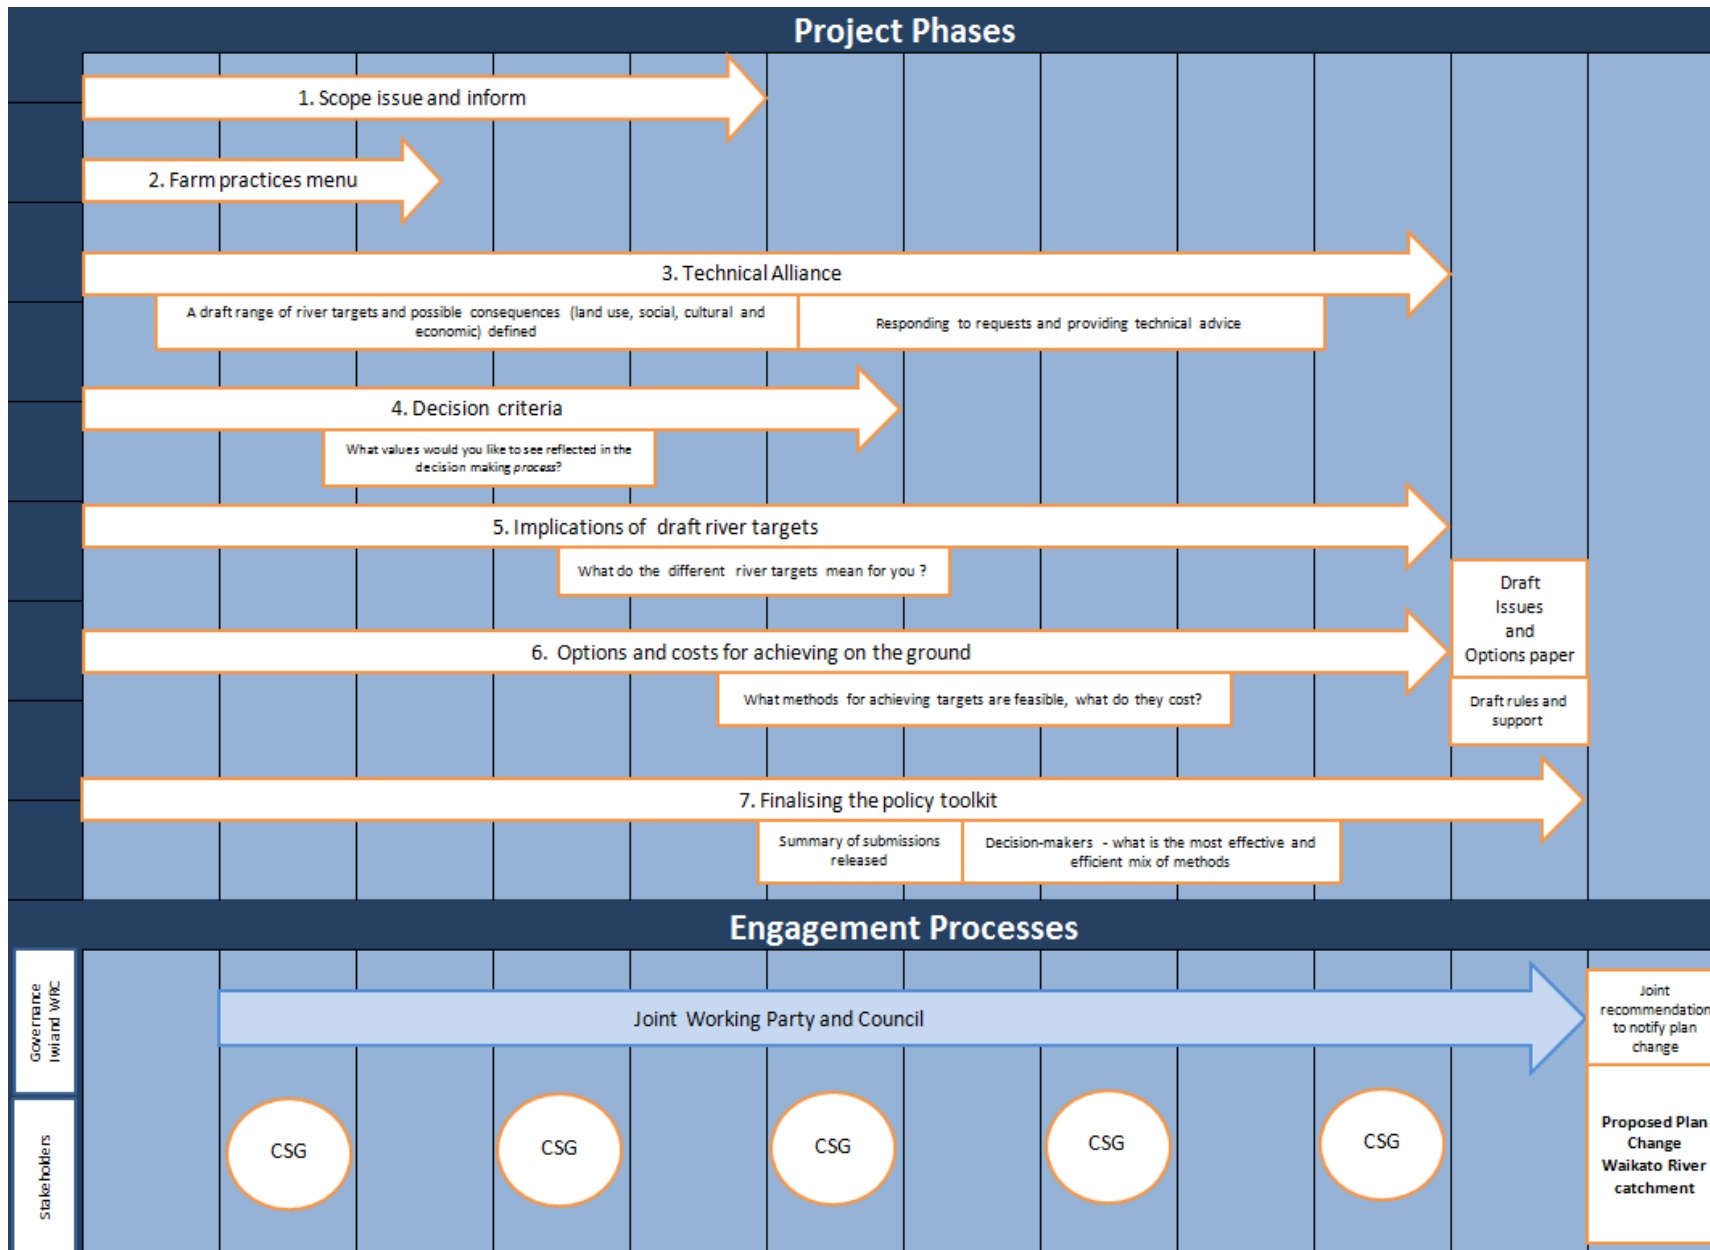 Project Phases
1. Scope issue and inform
2. Farm practices menu
3. Technical Alliance
A draft range of river targets and possible consequences (land use, social, cultural and
economic) defined
Responding to requests and providing technical advice
4. Decision criteria
What values would you like to see reflected in the
decision making process?
5. Implications of draft river targets
What do the different river targets mean for you ?
Draft
Issues
and
Options paper
6. Options and costs for achieving on the ground
What methods for achieving targets are feasible, what do they cost?
Draft rules and
support
7. Finalising the policy toolkit
Summary of submissions
released
Decision-makers - what is the most effective and
efficient mix of methods
Engagement Processes
Governance
Iwi and WRC
Joint Working Party and Council
Joint
recommendation
to notify plan
change
Stakeholders
CSG
CSG
CSG
CSG
CSG
Proposed Plan
Change
Waikato River
catchment